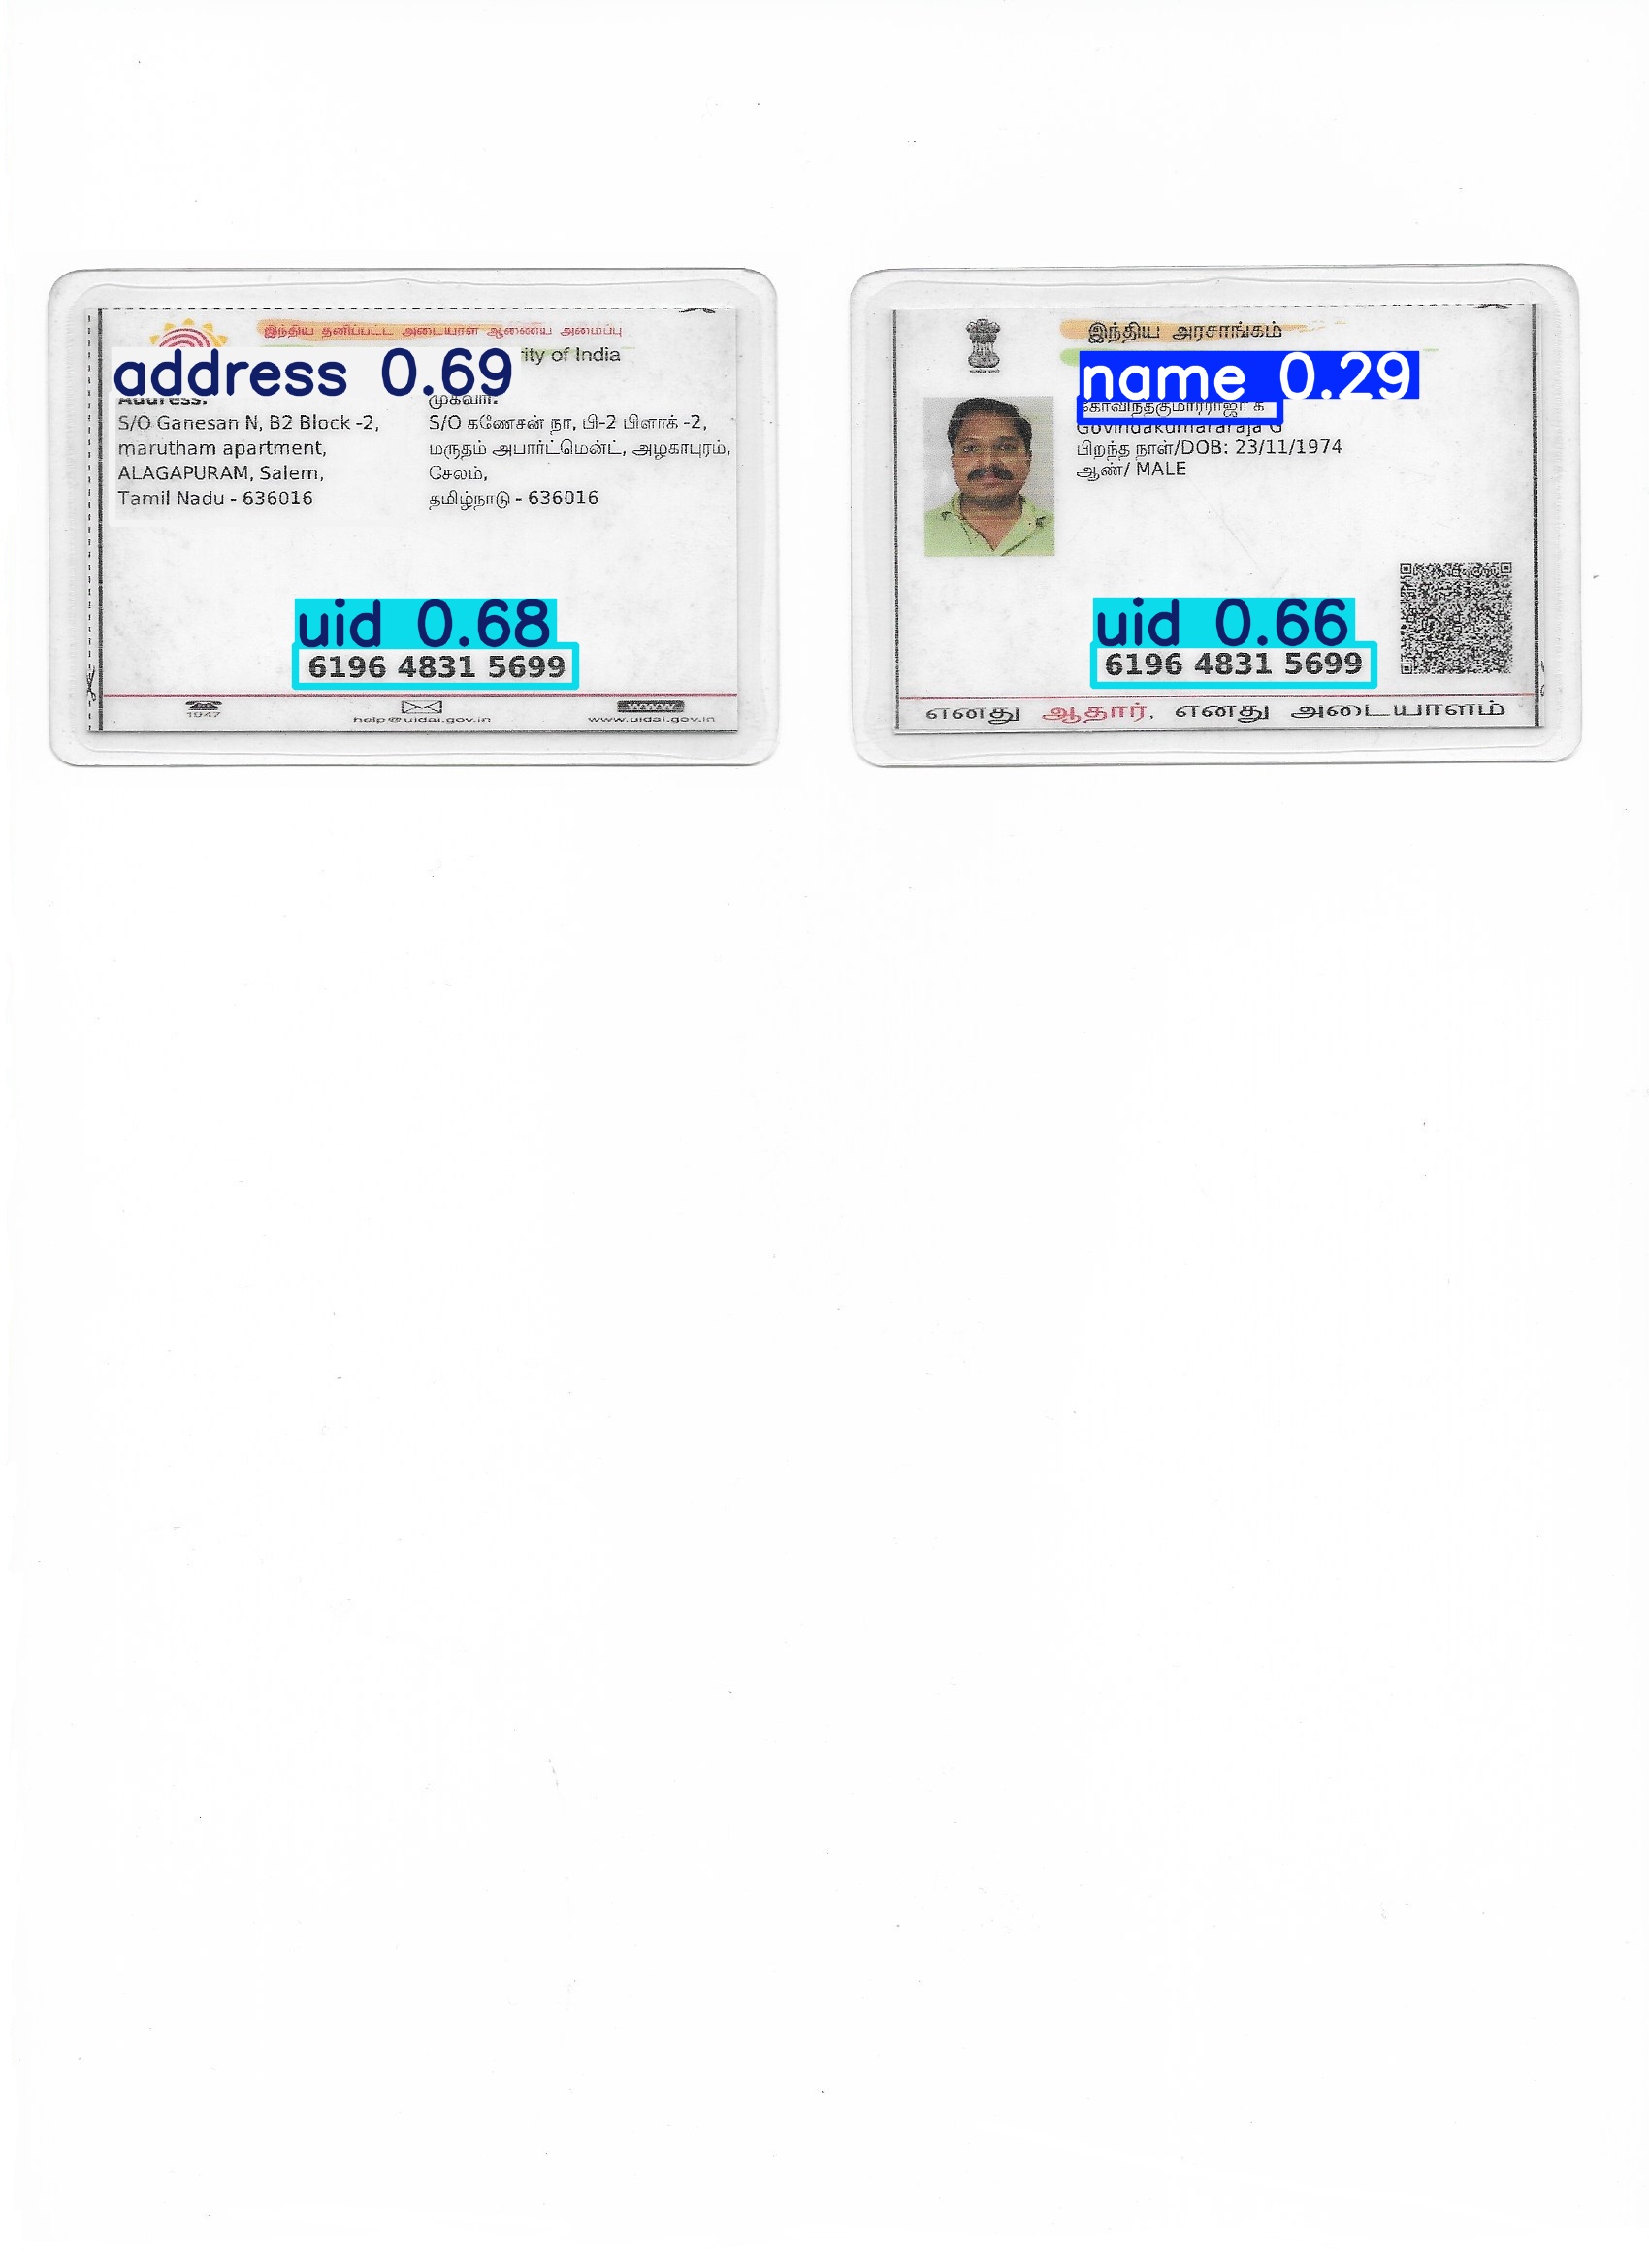 இந்திய தனிப்பட்ட அடையாள ஆணைய அமைப்பு
rity of India
address 0.69
Address:
S/O Ganesan N, B2 Block -2,
marutham apartment,
ALAGAPURAM, Salem,
Tamil Nadu - 636016
முகவரி:
S/O கணேசன் நா, பி-2 பிளாக் -2,
மருதம் அபார்ட்மென்ட், அழகாபுரம்,
சேலம்,
தமிழ்நாடு - 636016
uid 0.68
6196 4831 5699
1947
help@uidai.gov.in
www
www.uidai.gov.in
இந்திய அரசாங்கம்
name 0.29
கோவிந்தகுமாரராஜா க
Govindakumararaja G
பிறந்த நாள்/DOB: 23/11/1974
ஆண்/ MALE
uid 0.66
6196 4831 5699
எனது ஆதார், எனது அடையாளம்